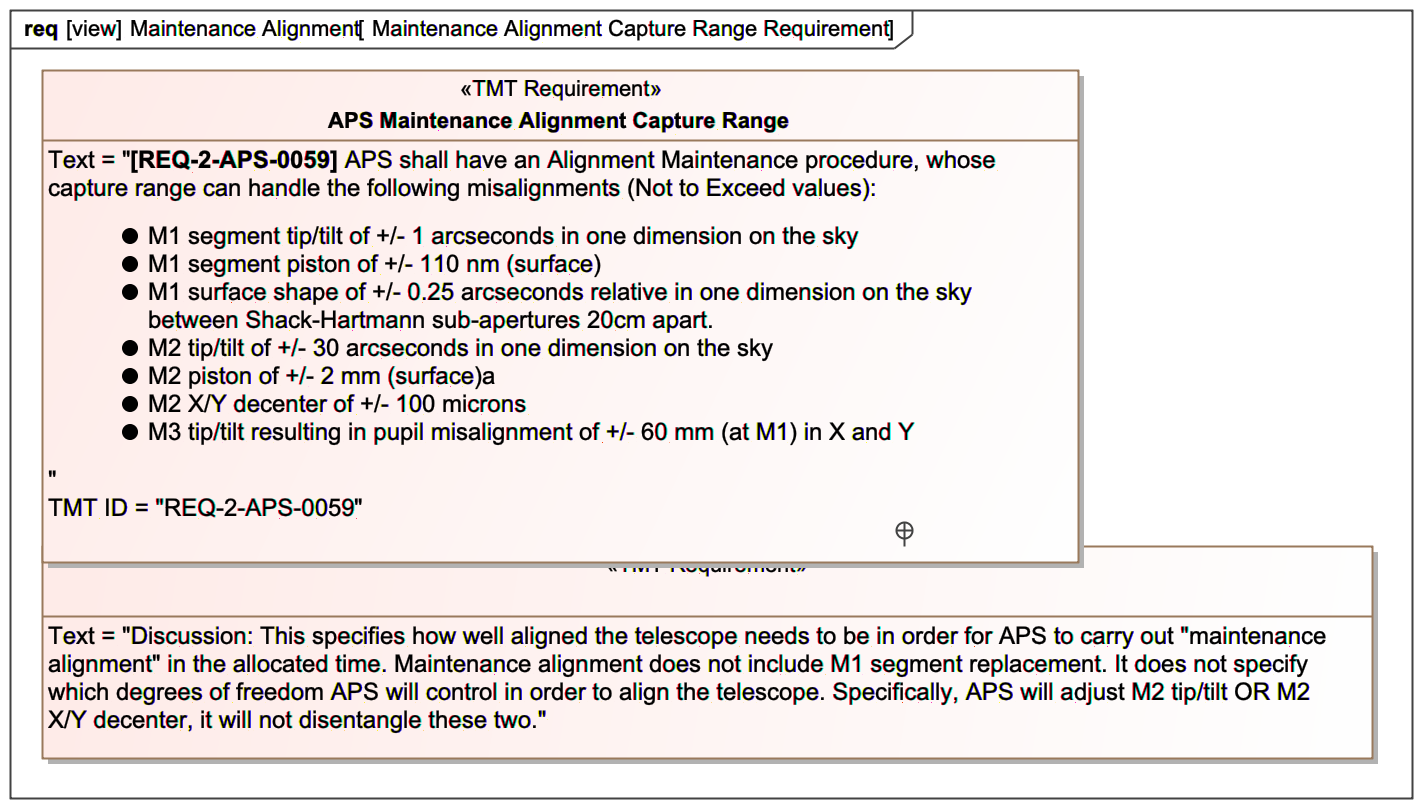 req [view] Maintenance Alignment[ Maintenance Alignment Capture Range Requirement]
«TMT Requirement»
APS Maintenance Alignment Capture Range
Text = "[REQ-2-APS-0059] APS shall have an Alignment Maintenance procedure, whose
capture range can handle the following misalignments (Not to Exceed values):
● M1 segment tip/tilt of +/- 1 arcseconds in one dimension on the sky
● M1 segment piston of +/- 110 nm (surface)
● M1 surface shape of +/- 0.25 arcseconds relative in one dimension on the sky
between Shack-Hartmann sub-apertures 20cm apart.
● M2 tip/tilt of +/- 30 arcseconds in one dimension on the sky
● M2 piston of +/- 2 mm (surface)a
● M2 X/Y decenter of +/- 100 microns
● M3 tip/tilt resulting in pupil misalignment of +/- 60 mm (at M1) in X and Y
"
TMT ID = "REQ-2-APS-0059"
«TMT Requirement»
Text = "Discussion: This specifies how well aligned the telescope needs to be in order for APS to carry out "maintenance
alignment" in the allocated time. Maintenance alignment does not include M1 segment replacement. It does not specify
which degrees of freedom APS will control in order to align the telescope. Specifically, APS will adjust M2 tip/tilt OR M2
X/Y decenter, it will not disentangle these two."